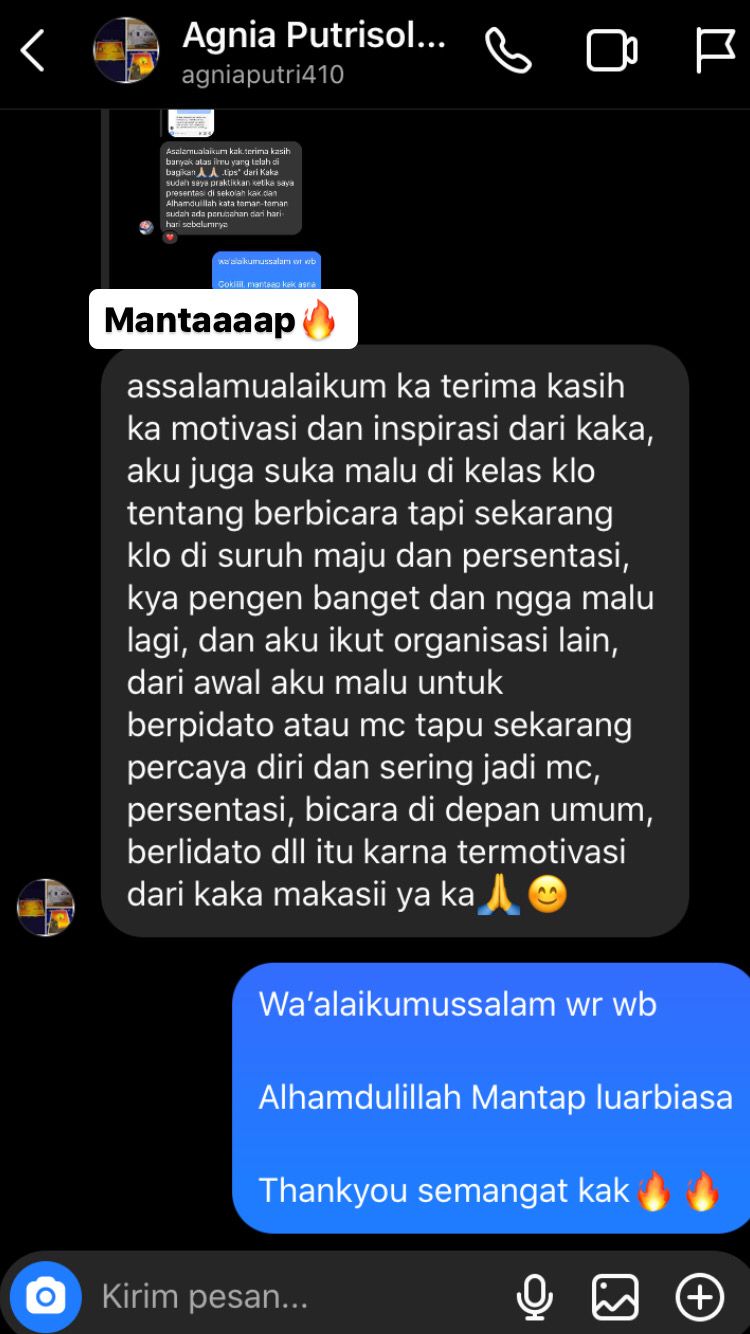 Agnia Putrisol...
agniaputri410
Asalamualaikum kak.terima kasih
banyak atas ilmu yang telah di
bagikan🙏🙏 .tips" dari Kaka
sudah saya praktikkan ketika saya
presentasi di sekolah kak.dan
Alhamdulillah kata teman-teman
sudah ada perubahan dari hari-
hari sebelumnya
❤️
wa'alaikumussalam wr wb
Gokiiill, mantaap kak asna
Mantaaaap🔥
assalamualaikum ka terima kasih
ka motivasi dan inspirasi dari kaka,
aku juga suka malu di kelas klo
tentang berbicara tapi sekarang
klo di suruh maju dan persentasi,
kya pengen banget dan ngga malu
lagi, dan aku ikut organisasi lain,
dari awal aku malu untuk
berpidato atau mc tapu sekarang
percaya diri dan sering jadi mc,
persentasi, bicara di depan umum,
berlidato dll itu karna termotivasi
dari kaka makasii ya ka🙏😊
Wa'alaikumussalam wr wb
Alhamdulillah Mantap luarbiasa
Thankyou semangat kak🔥🔥
Kirim pesan...